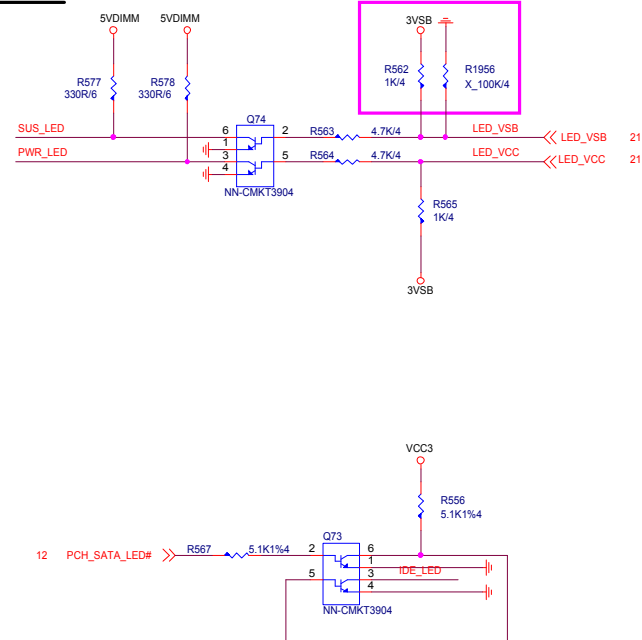 5VDIMM 5VDIMM 3VSB
R577
330R/6
R578
330R/6
R562
1K/4
R1956
X_100K/4
Q74
SUS_LED 6 2 R563 4.7K/4 LED_VSB LED_VSB 21
1
PWR_LED 3 5 R564 4.7K/4 LED_VCC LED_VCC 21
4
NN-CMKT3904
R565
1K/4
3VSB
VCC3
R556
5.1K1%4
Q73
12 PCH_SATA_LED# R567 5.1K1%4 2 6
1
5 3 IDE_LED
4
NN-CMKT3904